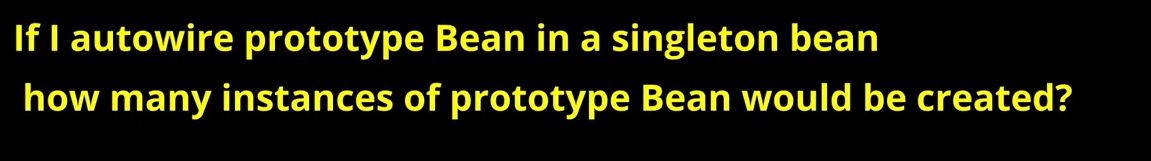 If I autowire prototype Bean in a singleton bean
how many instances of prototype Bean would be created?